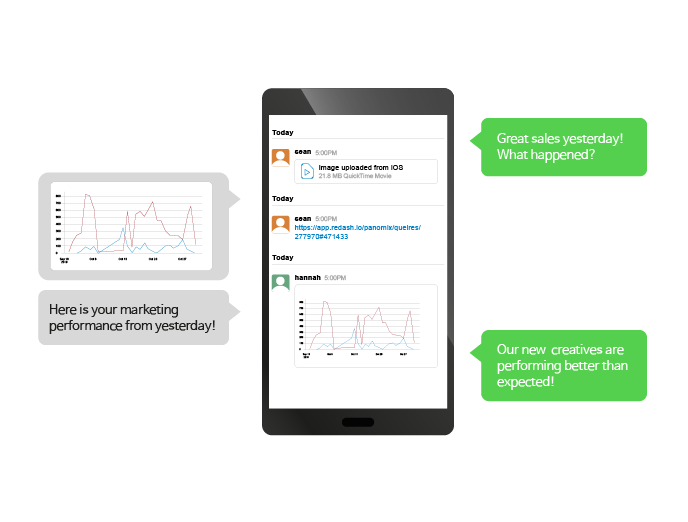 Great sales yesterday!
What happened?
Today
sean 5:00PM
Image uploaded from iOS
21.8 MB QuickTime Movie
Today
sean 5:00PM
https://app.redash.io/panomix/queires/
277970#471433
Today
hannah 5:00PM
Here is your marketing
performance from yesterday!
Our new creatives are
performing better than
expected!